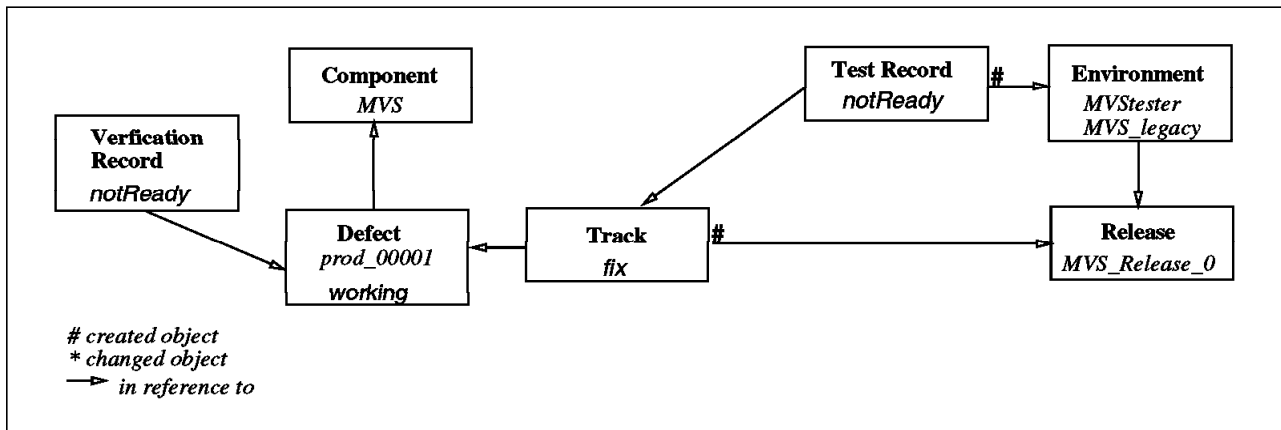 Component
MVS
Verfication
Record
notReady
Test Record
notReady
#
Environment
MVStester
MVS_legacy
Defect
prod_00001
working
Track
fix
#
Release
MVS_Release_0
# created object
* changed object
in reference to